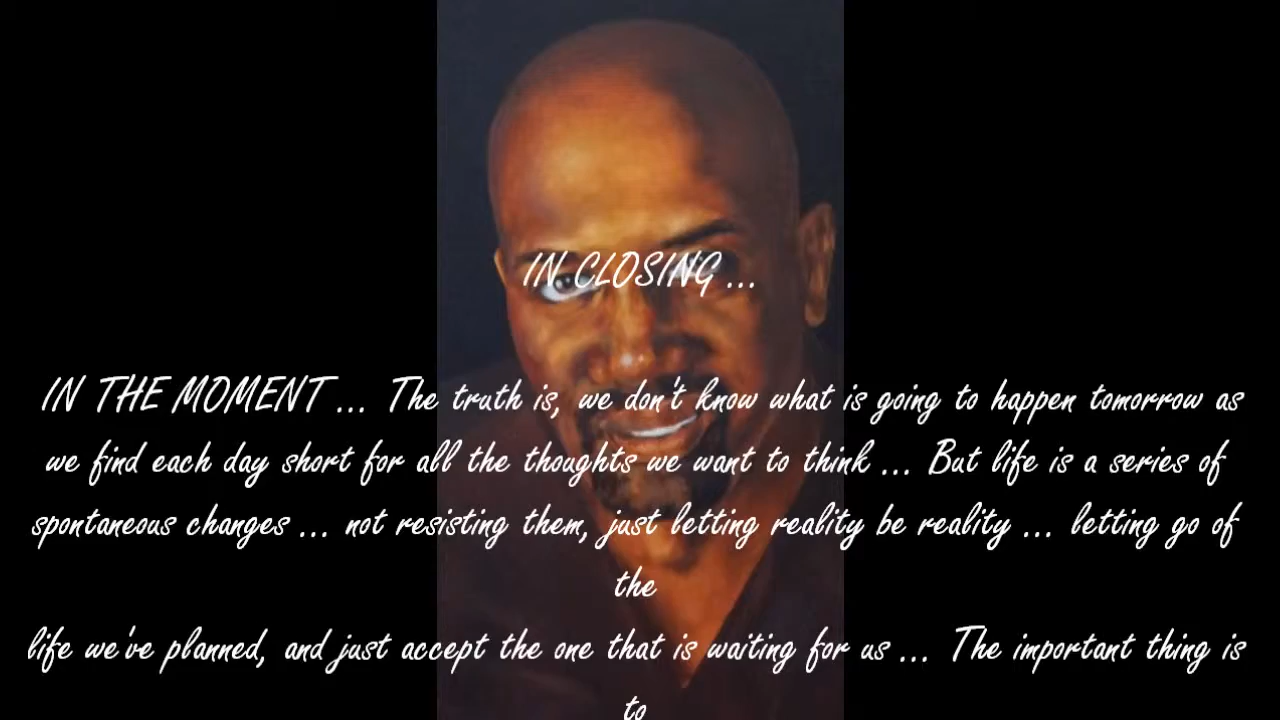 IN CLOSING ...
IN THE MOMENT ... The truth is, we don't know what is going to happen tomorrow as
we find each day short for all the thoughts we want to think ... But life is a series of
spontaneous changes ... not resisting them, just letting reality be reality ... letting go of
the
life we've planned, and just accept the one that is waiting for us ... The important thing is
to